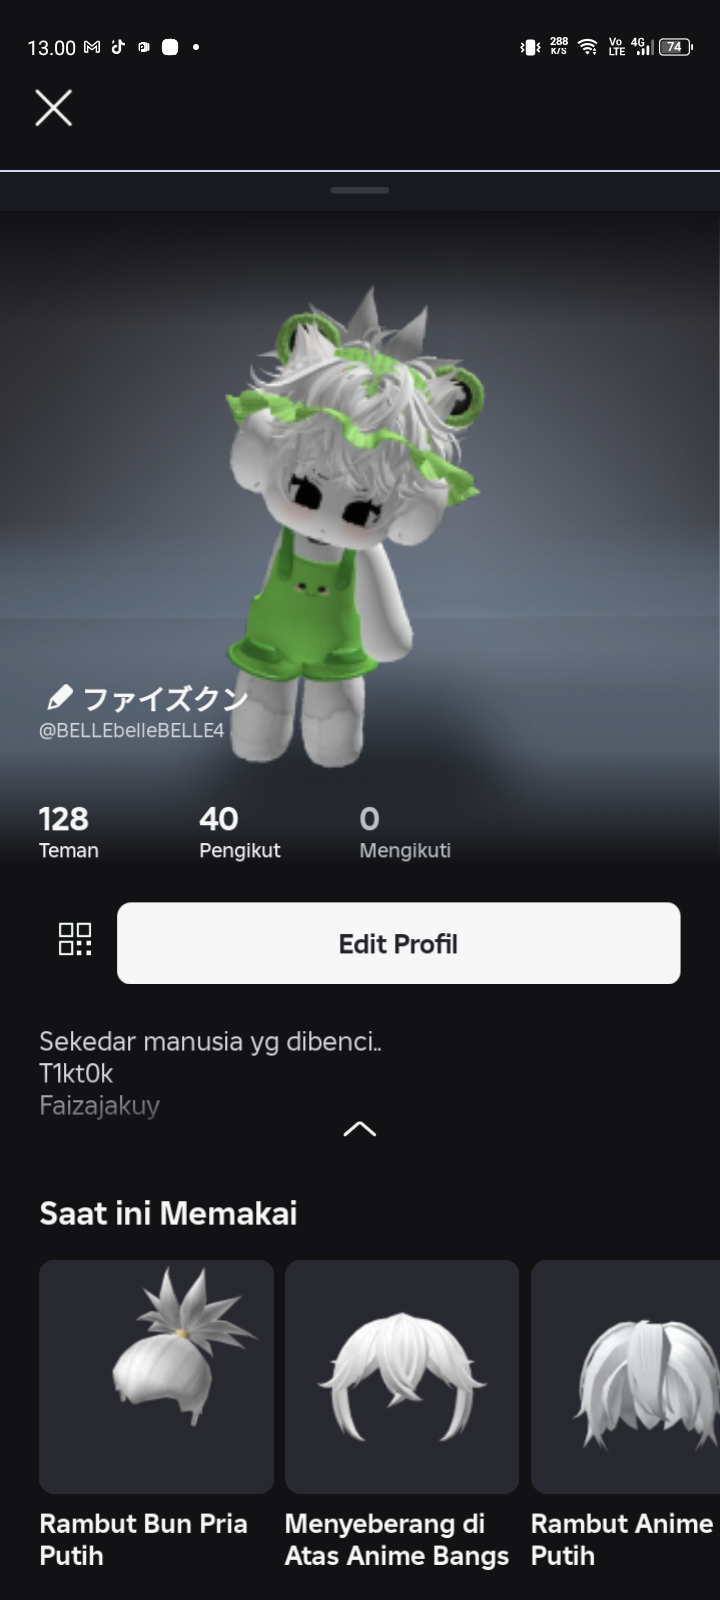 13.00
288
K/S
Vo
LTE
4G
74
ファイズクン
@BELLEbelleBELLE4
128
Teman
40
Pengikut
0
Mengikuti
Edit Profil
Sekedar manusia yg dibenci..
T1kt0k
Faizajakuy
Saat ini Memakai
Rambut Bun Pria
Putih
Menyeberang di
Atas Anime Bangs
Rambut Anime
Putih